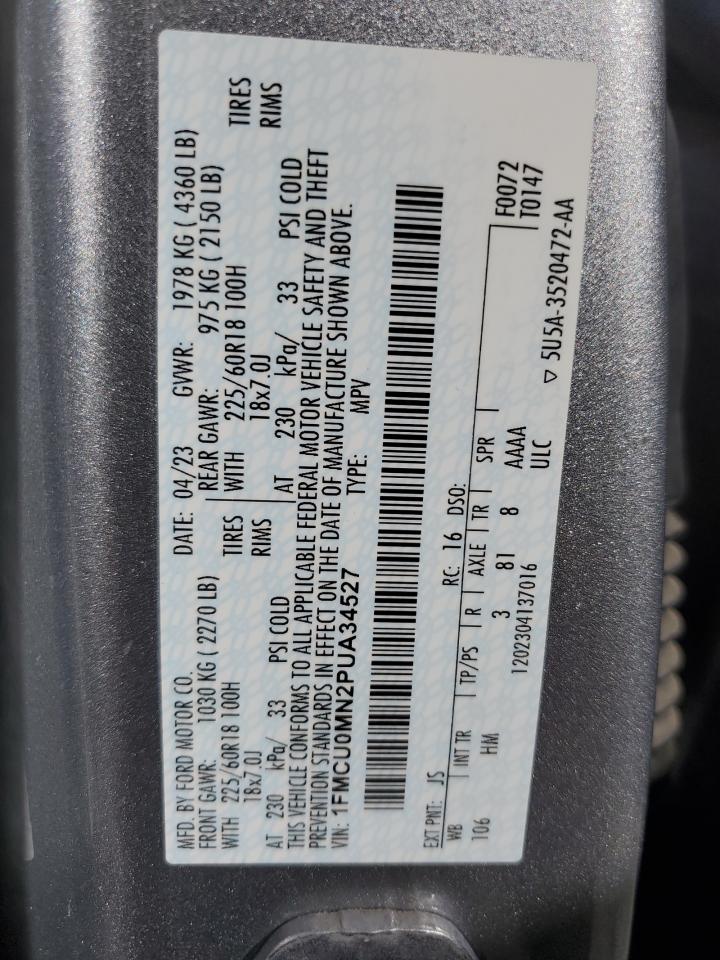 MFD. BY FORD MOTOR CO.
DATE: 04/23 GVWR: 1978 KG ( 4360 LB)
FRONT GAWR: 1030 KG ( 2270 LB)
REAR GAWR: 975 KG ( 2150 LB)
WITH 225/60R18 100H TIRES
WITH 225/60R18 100H TIRES
18x7.0J RIMS
18x7.0J RIMS
AT 230 kPa/ 33 PSI COLD
AT 230 kPa/ 33 PSI COLD
THIS VEHICLE CONFORMS TO ALL APPLICABLE FEDERAL MOTOR VEHICLE SAFETY AND THEFT
PREVENTION STANDARDS IN EFFECT ON THE DATE OF MANUFACTURE SHOWN ABOVE.
VIN: 1FMCU0MN2PUA34527 TYPE: MPV
EXT PNT: JS RC: 16 DSO:
F0072
WB INT TR TP/PS R AXLE TR SPR
T0147
106 HM 3 81 8 AAAA
1202304137016 ULC
▽ 5U5A-3520472-AA